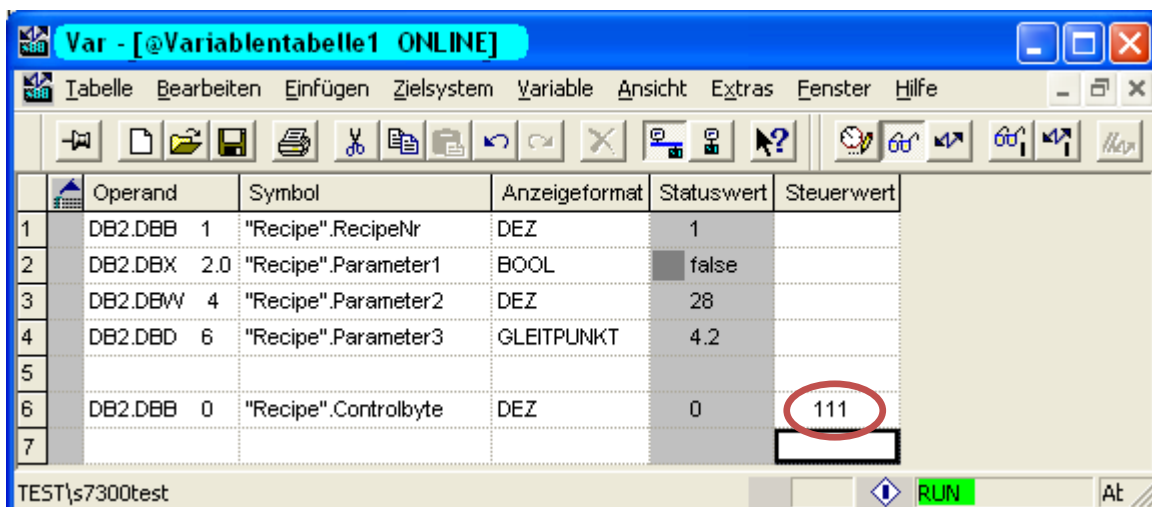 Var - [@Variablentabelle1 ONLINE]
Tabelle Bearbeiten Einfügen Zielsystem Variable Ansicht Extras Fenster Hilfe
Operand Symbol Anzeigeformat Statuswert Steuerwert
1 DB2.DBB 1 "Recipe".RecipeNr DEZ 1
2 DB2.DBX 2.0 "Recipe".Parameter1 BOOL false
3 DB2.DBW 4 "Recipe".Parameter2 DEZ 28
4 DB2.DBD 6 "Recipe".Parameter3 GLEITPUNKT 4.2
5
6 DB2.DBB 0 "Recipe".Controlbyte DEZ 0 111
7
TEST\s7300test RUN